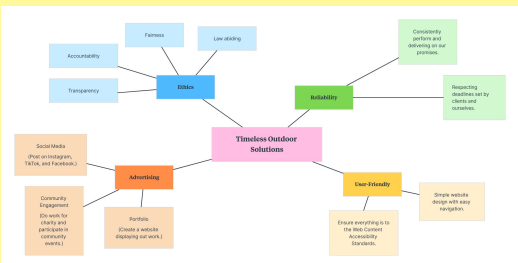 Fairness
Law abiding
Accountability
Transparency
Ethics
Consistently
perform and
delivering on our
promises.
Reliability
Respecting
deadlines set by
clients and
ourselves.
Timeless Outdoor
Solutions
Social Media
(Post on Instagram,
TikTok, and Facebook.)
Advertising
Community
Engagement
(Do work for
charity and
participate in
community
events.)
Portfolio
(Create a website
displaying out work.)
User-Friendly
Simple website
design with easy
navigation.
Ensure everything is to
the Web Content
Accessibility
Standards.